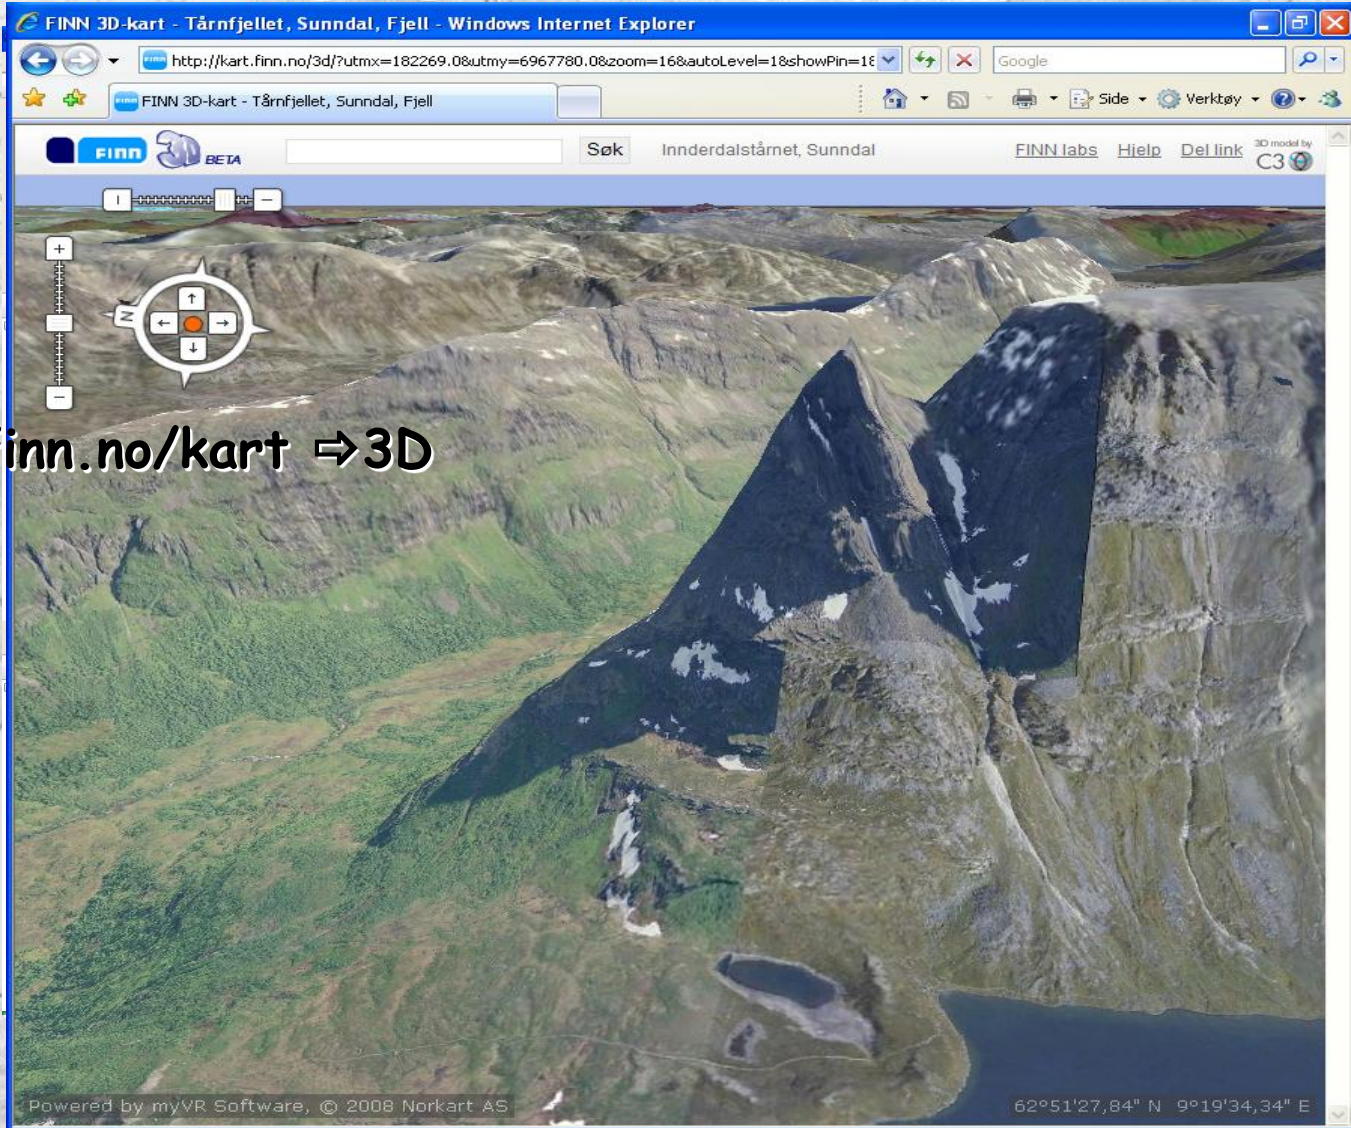 FINN 3D-kart - Tårnfjellet, Sunndal, Fjell - Windows Internet Explorer
http://kart.finn.no/3d/?utmx=182269.0&utmy=6967780.0&zoom=16&autoLevel=1&showPin=18
Google
FINN 3D-kart - Tårnfjellet, Sunndal, Fjell
Side
Verktøy
FINN 3D BETA
Søk
Innderdalstårnet, Sunndal
FINN labs Hjelp Del link
3D model by
C3
N
inn.no/kart ⇨3D
Powered by myVR Software, © 2008 Norkart AS
62°51'27,84" N 9°19'34,34" E